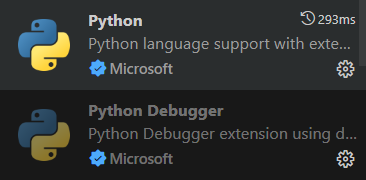 Python 293ms
Python language support with exte...
Microsoft
Python Debugger
Python Debugger extension using d...
Microsoft